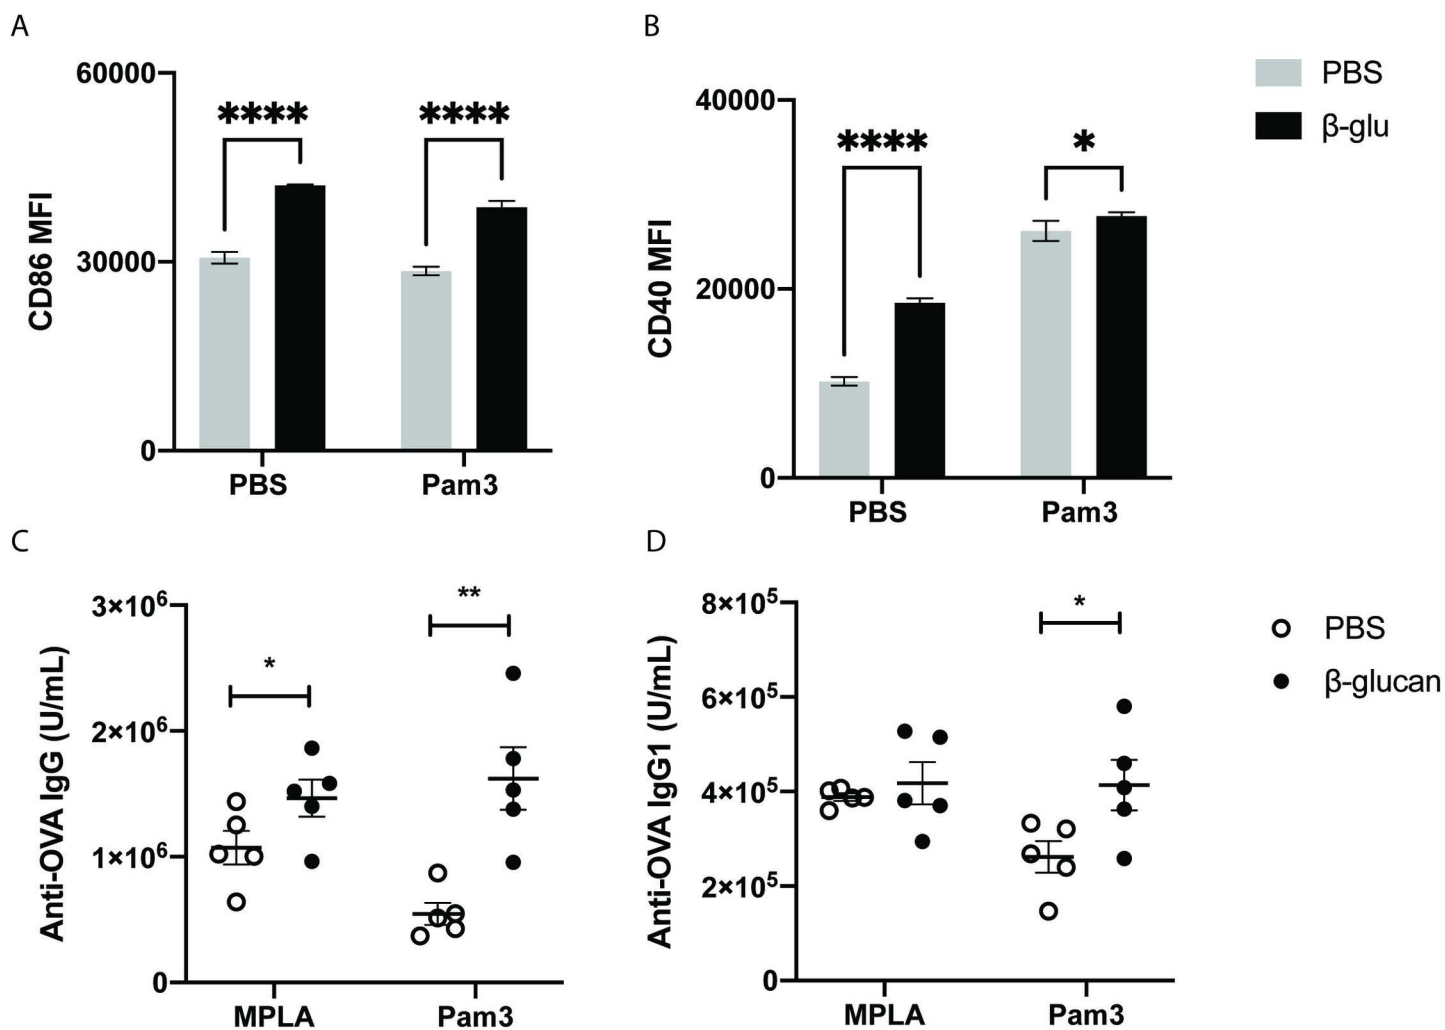 A
B
60000
30000
0
CD86 MFI
****
****
PBS
Pam3
40000
20000
0
CD40 MFI
****
*
PBS
Pam3
PBS
β-glu
C
D
3×10⁶
2×10⁶
1×10⁶
0
Anti-OVA IgG (U/mL)
*
**
MPLA
Pam3
8×10⁵
6×10⁵
4×10⁵
2×10⁵
0
Anti-OVA IgG1 (U/mL)
*
MPLA
Pam3
PBS
β-glucan